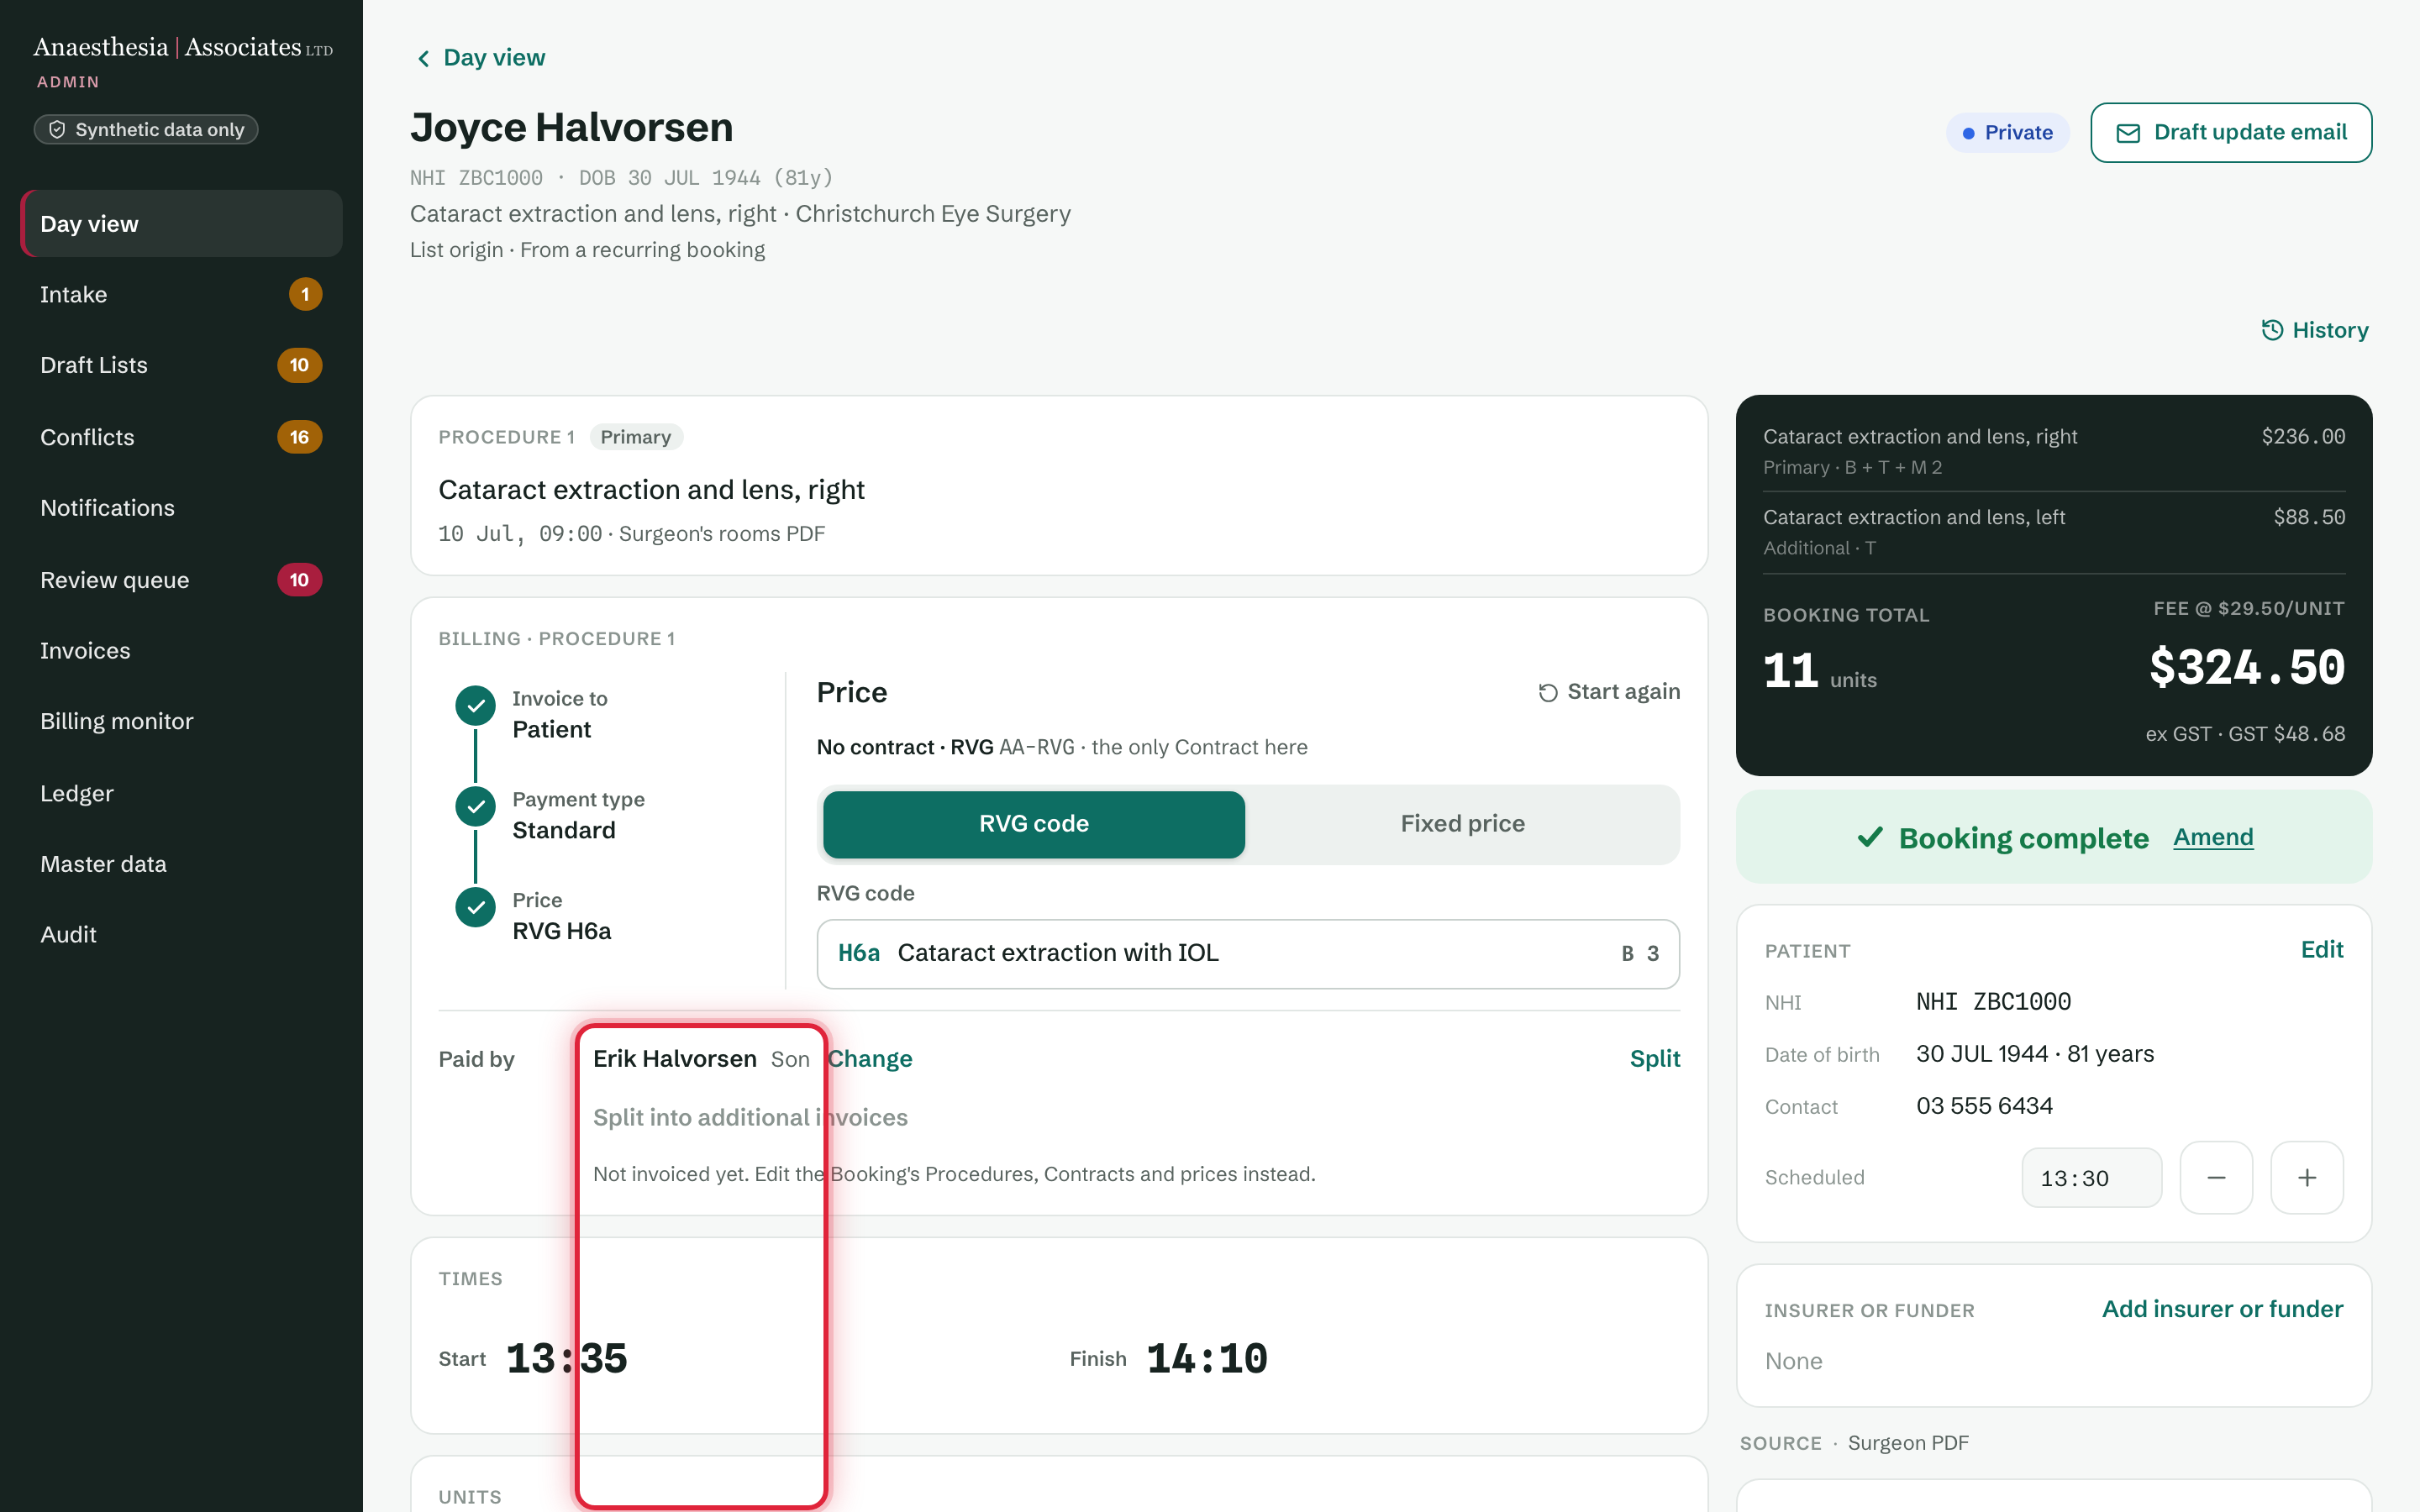 Anaesthesia | Associates LTD
ADMIN
Synthetic data only
Day view
Intake 1
Draft Lists 10
Conflicts 16
Notifications
Review queue 10
Invoices
Billing monitor
Ledger
Master data
Audit
Day view
Joyce Halvorsen
NHI ZBC1000 · DOB 30 JUL 1944 (81y)
Cataract extraction and lens, right · Christchurch Eye Surgery
List origin · From a recurring booking
Private
Draft update email
History
PROCEDURE 1 Primary
Cataract extraction and lens, right
10 Jul, 09:00 · Surgeon's rooms PDF
BILLING · PROCEDURE 1
Invoice to
Patient
Payment type
Standard
Price
RVG H6a
Price
Start again
No contract · RVG AA-RVG · the only Contract here
RVG code
Fixed price
RVG code
H6a Cataract extraction with IOL B 3
Paid by Erik Halvorsen Son Change Split
Split into additional invoices
Not invoiced yet. Edit the Booking's Procedures, Contracts and prices instead.
TIMES
Start 13:35 Finish 14:10
UNITS
Cataract extraction and lens, right $236.00
Primary · B + T + M 2
Cataract extraction and lens, left $88.50
Additional · T
BOOKING TOTAL FEE @ $29.50/UNIT
11 units $324.50
ex GST · GST $48.68
Booking complete Amend
PATIENT Edit
NHI NHI ZBC1000
Date of birth 30 JUL 1944 · 81 years
Contact 03 555 6434
Scheduled 13:30 − +
INSURER OR FUNDER Add insurer or funder
None
SOURCE · Surgeon PDF